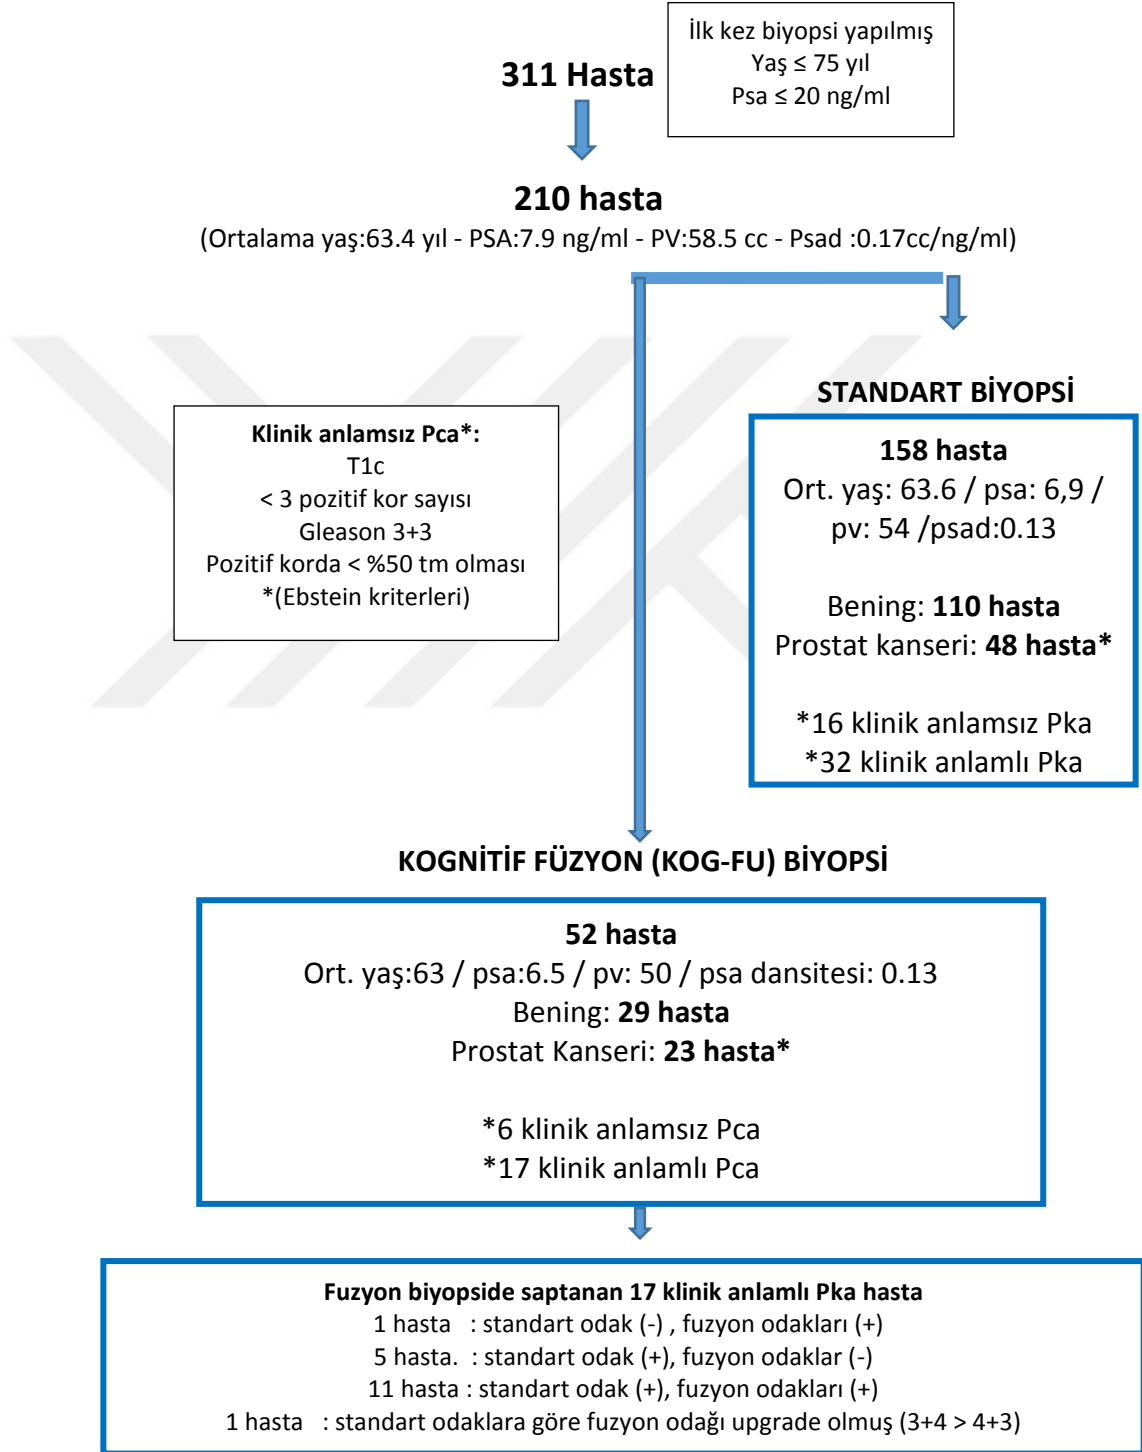 İlk kez biyopsi yapılmış
Yaş ≤ 75 yıl
Psa ≤ 20 ng/ml
311 Hasta
210 hasta
(Ortalama yaş:63.4 yıl - PSA:7.9 ng/ml - PV:58.5 cc - Psad :0.17cc/ng/ml)
Klinik anlamsız Pca*:
T1c
< 3 pozitif kor sayısı
Gleason 3+3
Pozitif korda < %50 tm olması
*(Ebstein kriterleri)
STANDART BİYOPSİ
158 hasta
Ort. yaş: 63.6 / psa: 6,9 /
pv: 54 /psad:0.13
Bening: 110 hasta
Prostat kanseri: 48 hasta*
*16 klinik anlamsız Pka
*32 klinik anlamlı Pka
KOGNİTİF FÜZYON (KOG-FU) BİYOPSİ
52 hasta
Ort. yaş:63 / psa:6.5 / pv: 50 / psa dansitesi: 0.13
Bening: 29 hasta
Prostat Kanseri: 23 hasta*
*6 klinik anlamsız Pca
*17 klinik anlamlı Pca
Fuzyon biyopside saptanan 17 klinik anlamlı Pka hasta
1 hasta : standart odak (-) , fuzyon odakları (+)
5 hasta. : standart odak (+), fuzyon odaklar (-)
11 hasta : standart odak (+), fuzyon odakları (+)
1 hasta : standart odaklara göre fuzyon odağı upgrade olmuş (3+4 > 4+3)